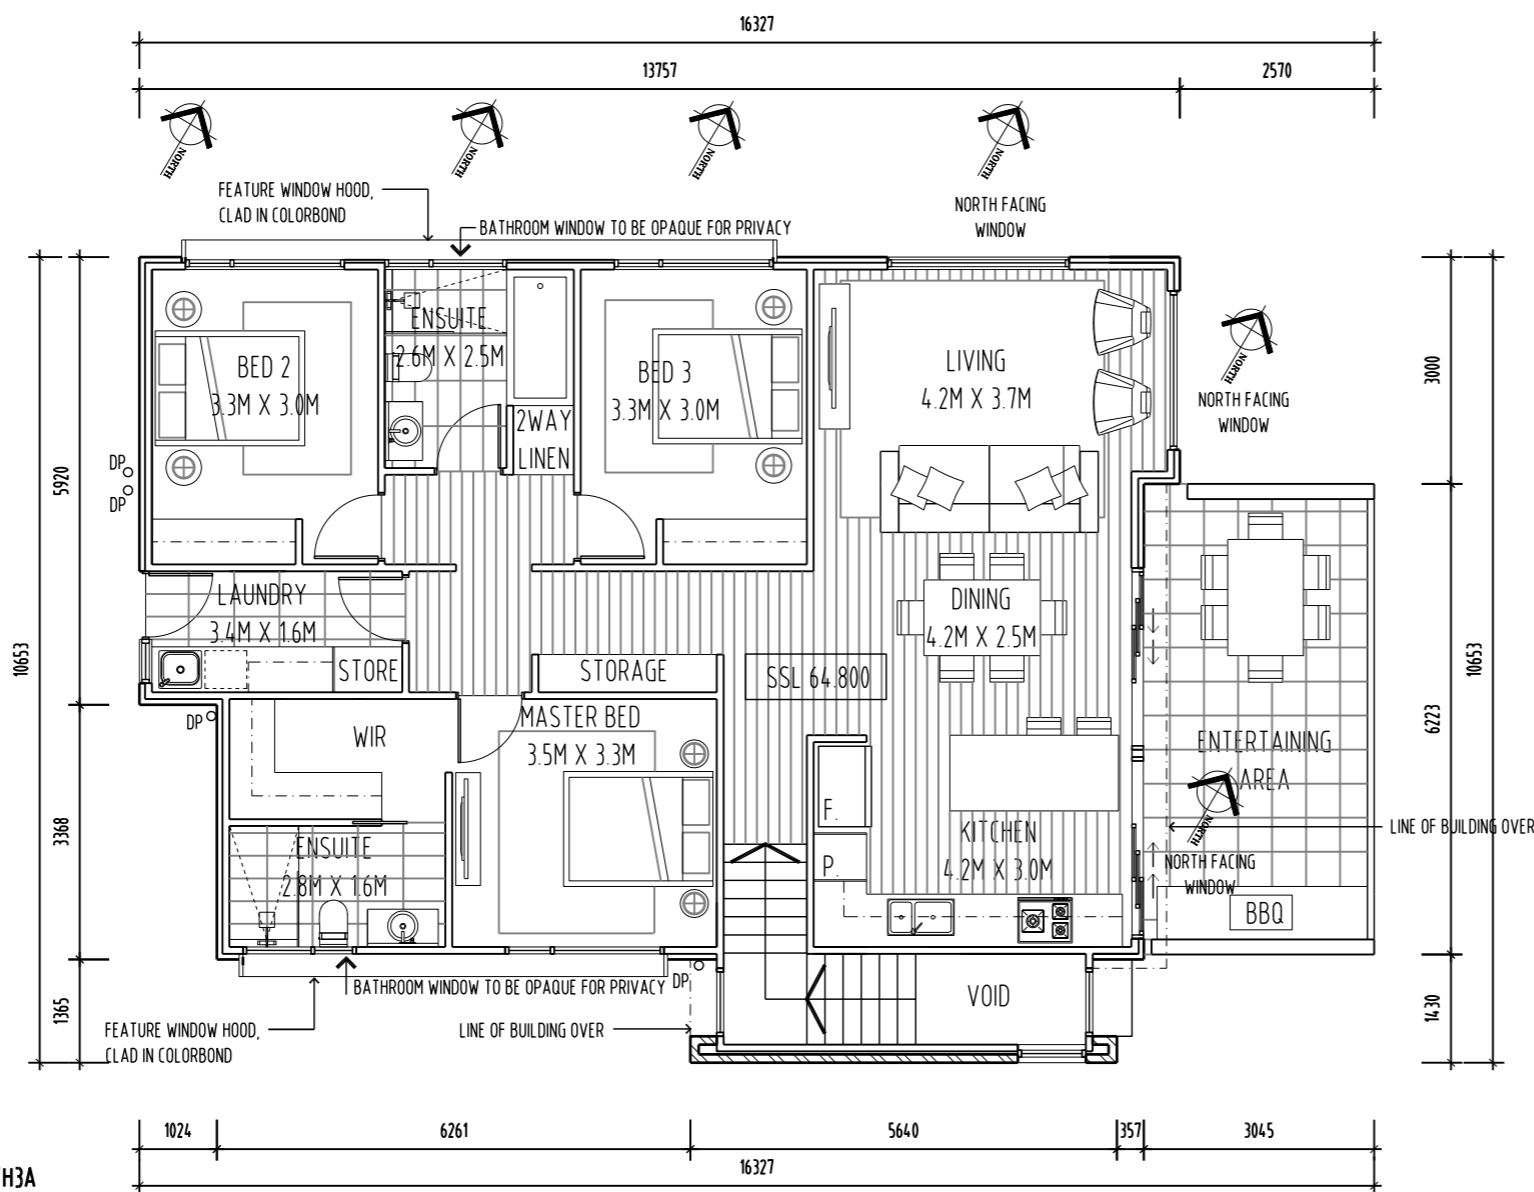 16327
13757
2570
NORTH
NORTH
NORTH
NORTH
FEATURE WINDOW HOOD,
CLAD IN COLORBOND
BATHROOM WINDOW TO BE OPAQUE FOR PRIVACY
NORTH FACING
WINDOW
ENSUITE
2.6M X 2.5M
BED 2
3.3M X 3.0M
BED 3
3.3M X 3.0M
LIVING
4.2M X 3.7M
NORTH
NORTH FACING
WINDOW
3000
2WAY
LINEN
DP
DP
5920
10653
LAUNDRY
3.4M X 1.6M
STORE
STORAGE
DINING
4.2M X 2.5M
SSL 64.800
10653
6223
DP
WIR
MASTER BED
3.5M X 3.3M
ENTERTAINING
AREA
NORTH
NORTH FACING
WINDOW
LINE OF BUILDING OVER
F.
P.
KITCHEN
4.2M X 3.0M
3368
ENSUITE
2.8M X 1.6M
BBQ
DP
VOID
1365
1430
BATHROOM WINDOW TO BE OPAQUE FOR PRIVACY
FEATURE WINDOW HOOD,
CLAD IN COLORBOND
LINE OF BUILDING OVER
1024
6261
5640
357
3045
16327
H3A